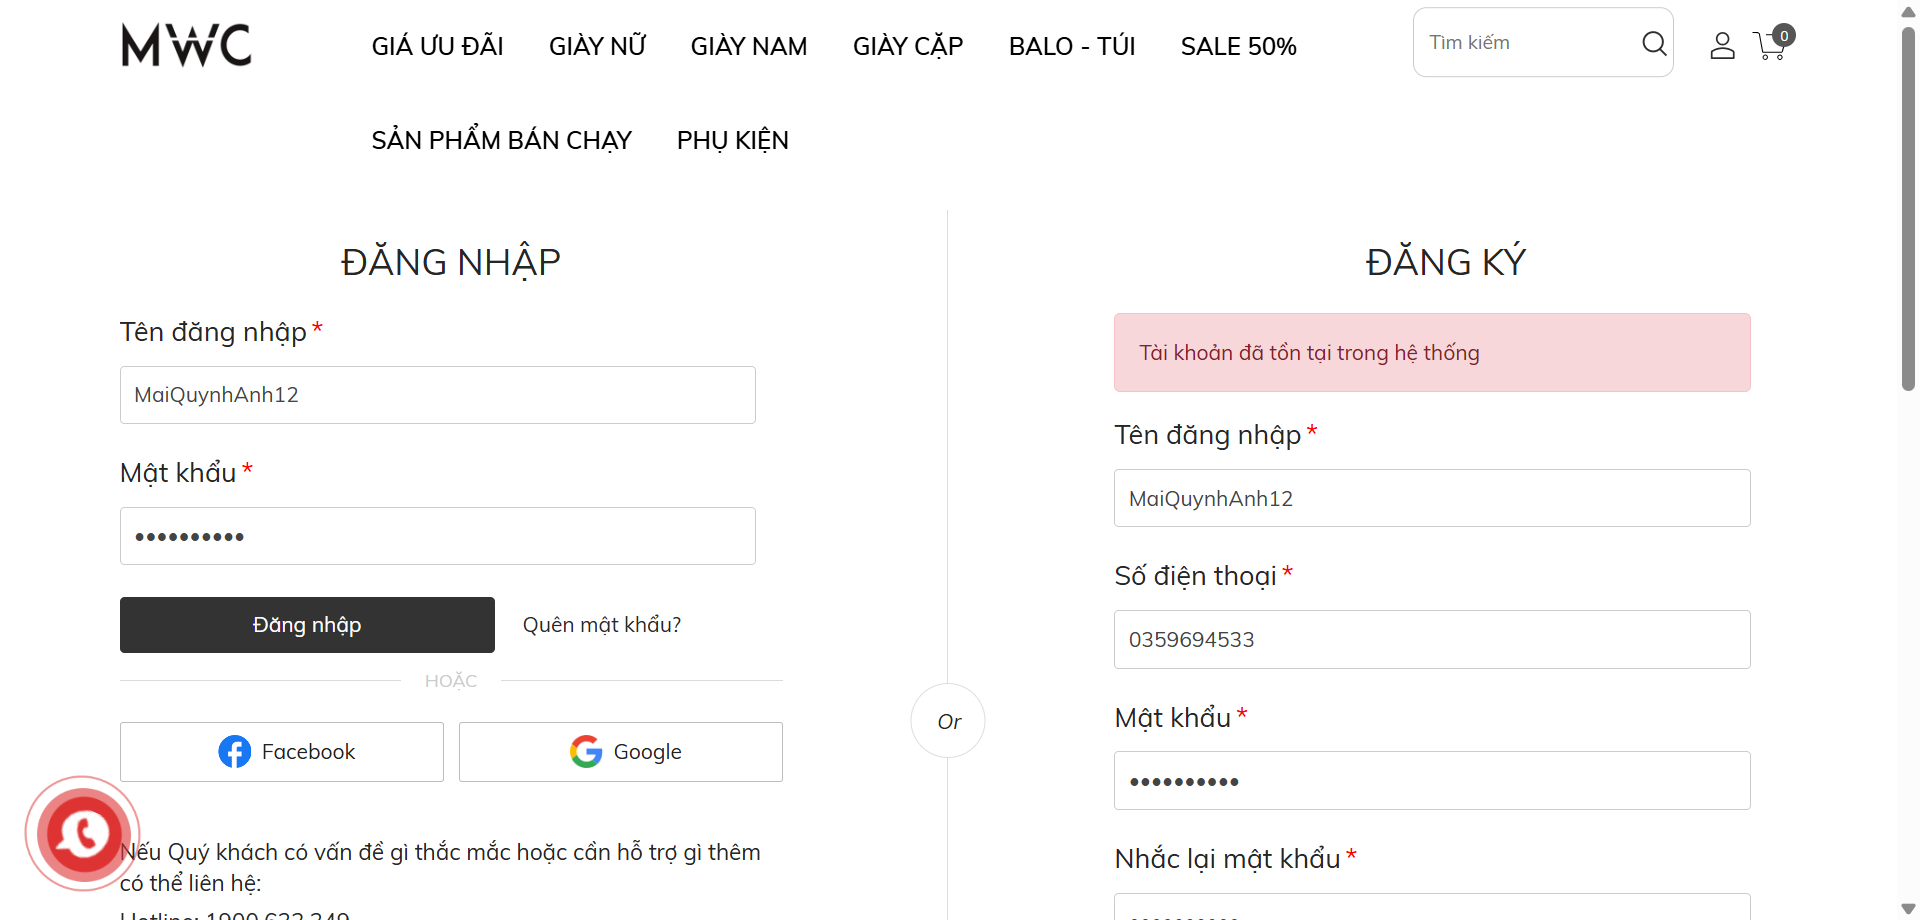 MWC
GIÁ ƯU ĐÃI GIÀY NỮ GIÀY NAM GIÀY CẶP BALO - TÚI SALE 50%
Tìm kiếm
0
SẢN PHẨM BÁN CHẠY PHỤ KIỆN
ĐĂNG NHẬP
Tên đăng nhập *
MaiQuynhAnh12
Mật khẩu *
••••••••••
Đăng nhập
Quên mật khẩu?
HOẶC
Facebook
Google
Nếu Quý khách có vấn đề gì thắc mắc hoặc cần hỗ trợ gì thêm
có thể liên hệ:
Hotline: 1900.633.349
Or
ĐĂNG KÝ
Tài khoản đã tồn tại trong hệ thống
Tên đăng nhập *
MaiQuynhAnh12
Số điện thoại *
0359694533
Mật khẩu *
••••••••••
Nhắc lại mật khẩu *
••••••••••